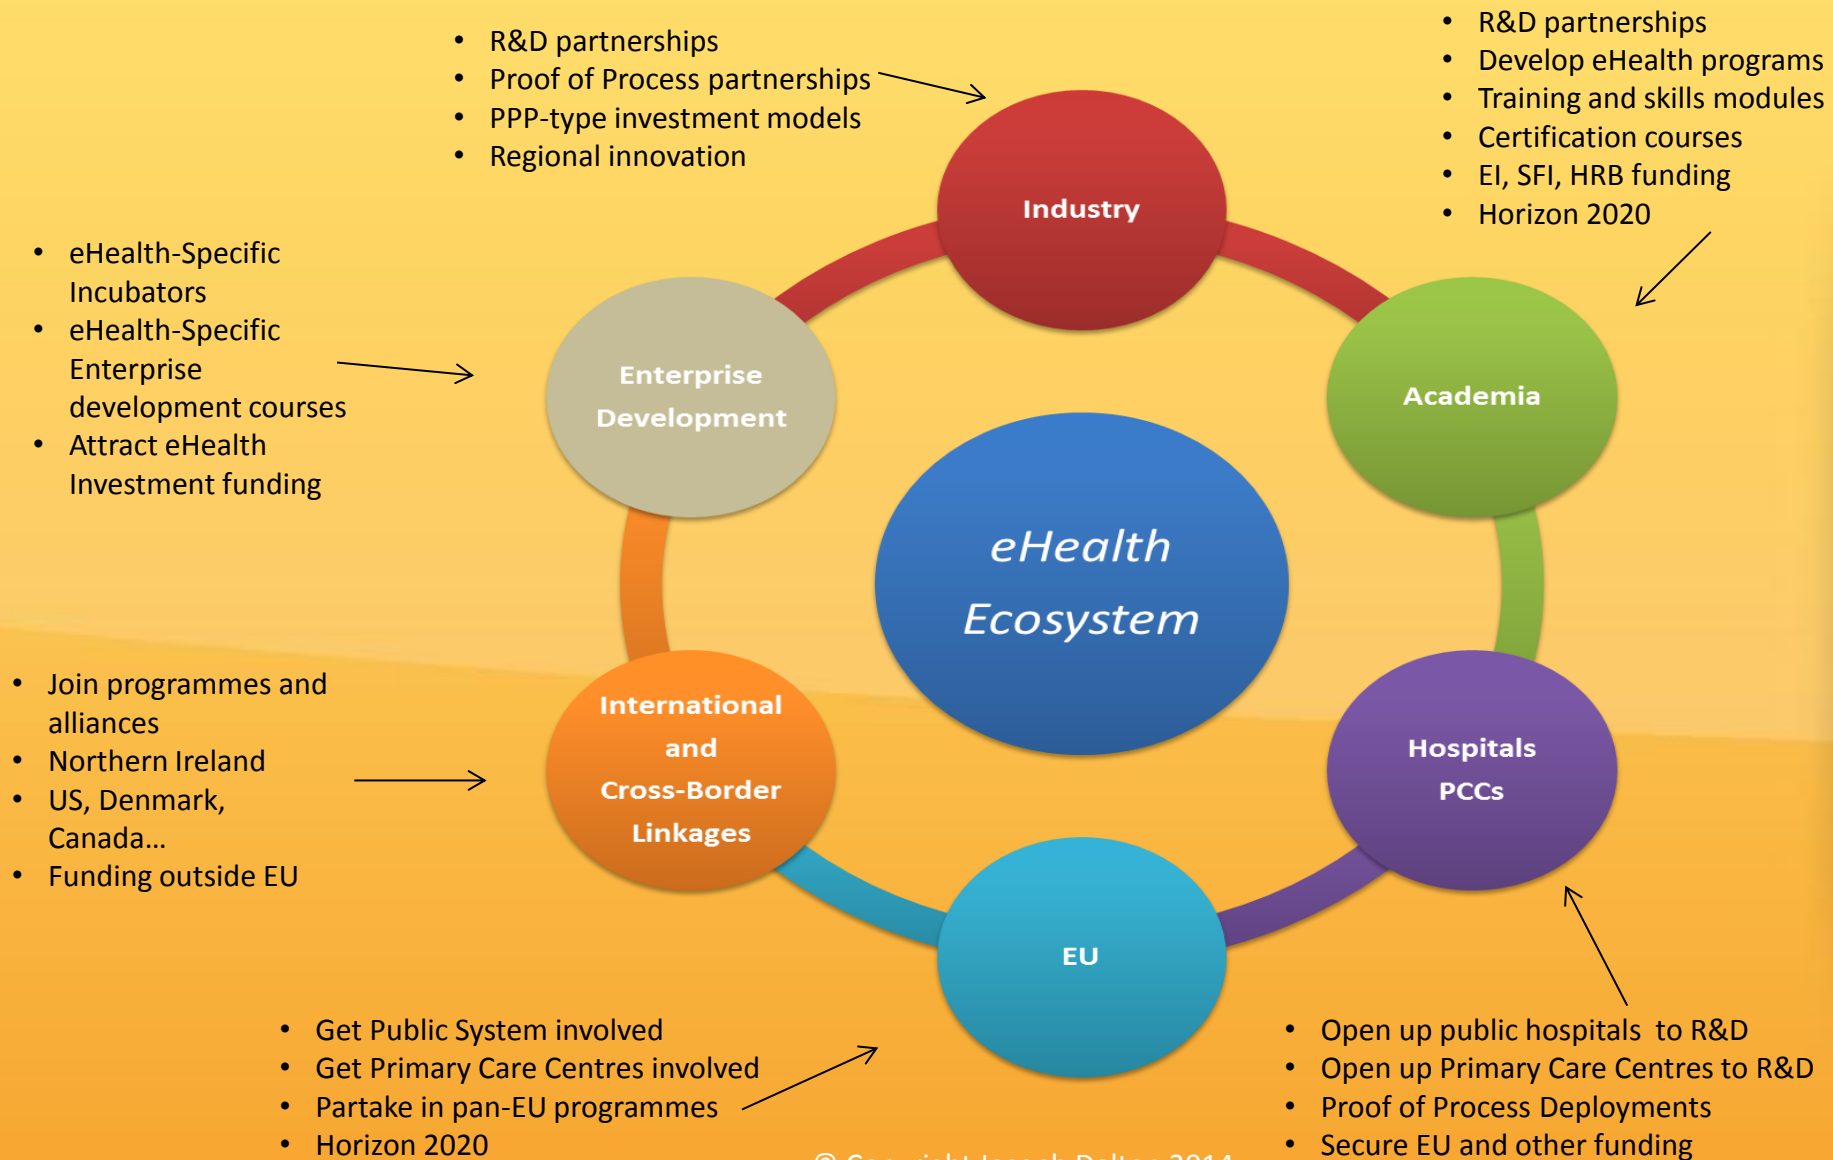 • R&D partnerships
• Proof of Process partnerships
• PPP-type investment models
• Regional innovation
• R&D partnerships
• Develop eHealth programs
• Training and skills modules
• Certification courses
• EI, SFI, HRB funding
• Horizon 2020
Industry
• eHealth-Specific
Incubators
• eHealth-Specific
Enterprise
development courses
• Attract eHealth
Investment funding
Enterprise
Development
Academia
eHealth
Ecosystem
• Join programmes and
alliances
• Northern Ireland
• US, Denmark,
Canada...
• Funding outside EU
International
and
Cross-Border
Linkages
Hospitals
PCCs
EU
• Get Public System involved
• Get Primary Care Centres involved
• Partake in pan-EU programmes
• Horizon 2020
• Open up public hospitals to R&D
• Open up Primary Care Centres to R&D
• Proof of Process Deployments
• Secure EU and other funding
© Copyright Joseph Dalton 2014